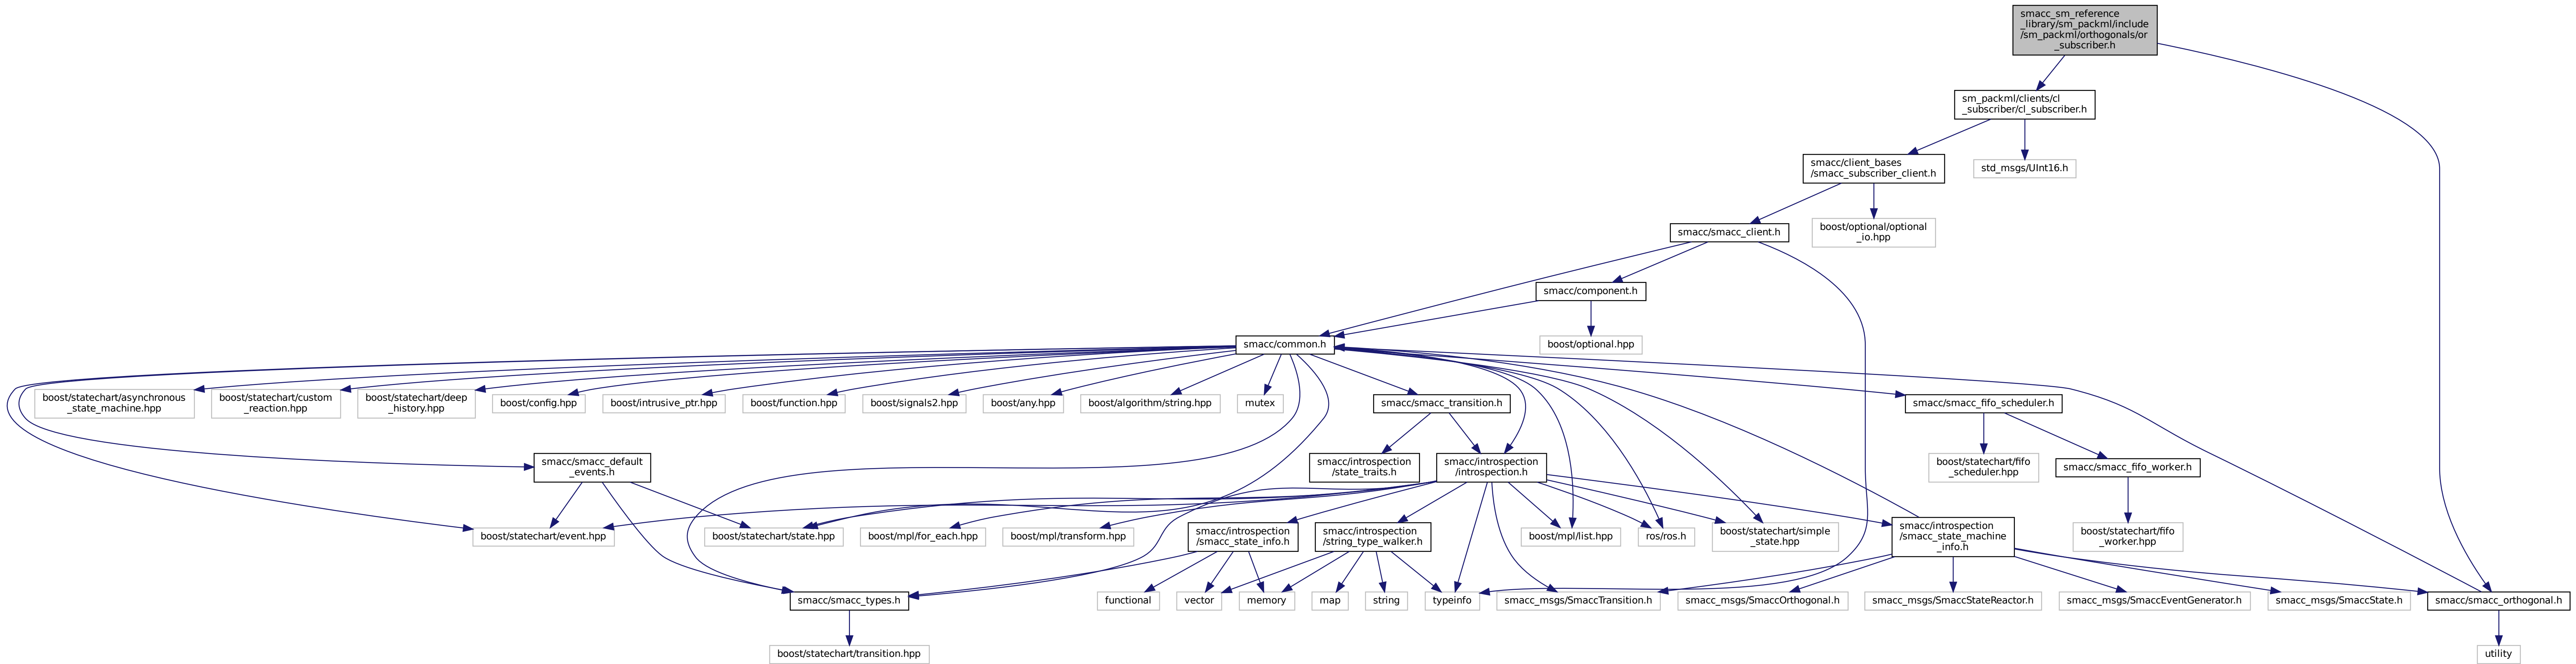 smacc_sm_reference
_library/sm_packml/include
/sm_packml/orthogonals/or
_subscriber.h
sm_packml/clients/cl
_subscriber/cl_subscriber.h
smacc/client_bases
/smacc_subscriber_client.h
std_msgs/UInt16.h
smacc/smacc_client.h
boost/optional/optional
_io.hpp
smacc/component.h
smacc/common.h
boost/optional.hpp
boost/statechart/asynchronous
_state_machine.hpp
boost/statechart/custom
_reaction.hpp
boost/statechart/deep
_history.hpp
boost/config.hpp
boost/intrusive_ptr.hpp
boost/function.hpp
boost/signals2.hpp
boost/any.hpp
boost/algorithm/string.hpp
mutex
smacc/smacc_transition.h
smacc/smacc_fifo_scheduler.h
smacc/smacc_default
_events.h
smacc/introspection
/state_traits.h
smacc/introspection
/introspection.h
boost/statechart/fifo
_scheduler.hpp
smacc/smacc_fifo_worker.h
boost/statechart/event.hpp
boost/statechart/state.hpp
boost/mpl/for_each.hpp
boost/mpl/transform.hpp
smacc/introspection
/smacc_state_info.h
smacc/introspection
/string_type_walker.h
boost/mpl/list.hpp
ros/ros.h
boost/statechart/simple
_state.hpp
smacc/introspection
/smacc_state_machine
_info.h
boost/statechart/fifo
_worker.hpp
smacc/smacc_types.h
functional
vector
memory
map
string
typeinfo
smacc_msgs/SmaccTransition.h
smacc_msgs/SmaccOrthogonal.h
smacc_msgs/SmaccStateReactor.h
smacc_msgs/SmaccEventGenerator.h
smacc_msgs/SmaccState.h
smacc/smacc_orthogonal.h
boost/statechart/transition.hpp
utility